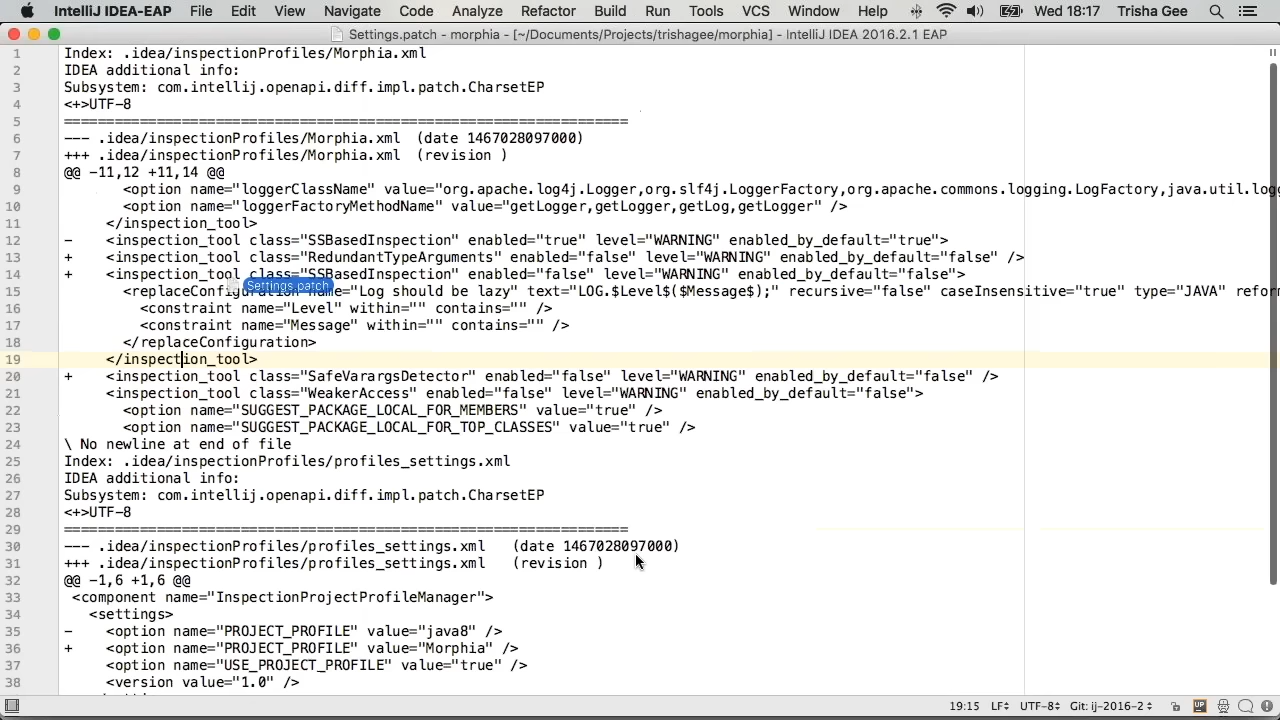 IntelliJ IDEA-EAP File Edit View Navigate Code Analyze Refactor Build Run Tools VCS Window Help Wed 18:17 Trisha Gee
Settings.patch - morphia - [~/Documents/Projects/trishagee/morphia] - IntelliJ IDEA 2016.2.1 EAP
1 Index: .idea/inspectionProfiles/Morphia.xml
2 IDEA additional info:
3 Subsystem: com.intellij.openapi.diff.impl.patch.CharsetEP
4 <+>UTF-8
5 ===================================================================
6 --- .idea/inspectionProfiles/Morphia.xml (date 1467028097000)
7 +++ .idea/inspectionProfiles/Morphia.xml (revision )
8 @@ -11,12 +11,14 @@
9 <option name="loggerClassName" value="org.apache.log4j.Logger,org.slf4j.LoggerFactory,org.apache.commons.logging.LogFactory,java.util.logg
10 <option name="loggerFactoryMethodName" value="getLogger,getLogger,getLog,getLogger" />
11 </inspection_tool>
12 - <inspection_tool class="SSBasedInspection" enabled="true" level="WARNING" enabled_by_default="true">
13 + <inspection_tool class="RedundantTypeArguments" enabled="false" level="WARNING" enabled_by_default="false" />
14 + <inspection_tool class="SSBasedInspection" enabled="false" level="WARNING" enabled_by_default="false">
Settings.patch
15 <replaceConfiguration name="Log should be lazy" text="LOG.$Level$($Message$);" recursive="false" caseInsensitive="true" type="JAVA" refor
16 <constraint name="Level" within="" contains="" />
17 <constraint name="Message" within="" contains="" />
18 </replaceConfiguration>
19 </inspection_tool>
20 + <inspection_tool class="SafeVarargsDetector" enabled="false" level="WARNING" enabled_by_default="false" />
21 <inspection_tool class="WeakerAccess" enabled="false" level="WARNING" enabled_by_default="false">
22 <option name="SUGGEST_PACKAGE_LOCAL_FOR_MEMBERS" value="true" />
23 <option name="SUGGEST_PACKAGE_LOCAL_FOR_TOP_CLASSES" value="true" />
24 \ No newline at end of file
25 Index: .idea/inspectionProfiles/profiles_settings.xml
26 IDEA additional info:
27 Subsystem: com.intellij.openapi.diff.impl.patch.CharsetEP
28 <+>UTF-8
29 ===================================================================
30 --- .idea/inspectionProfiles/profiles_settings.xml (date 1467028097000)
31 +++ .idea/inspectionProfiles/profiles_settings.xml (revision )
32 @@ -1,6 +1,6 @@
33 <component name="InspectionProjectProfileManager">
34 <settings>
35 - <option name="PROJECT_PROFILE" value="java8" />
36 + <option name="PROJECT_PROFILE" value="Morphia" />
37 <option name="USE_PROJECT_PROFILE" value="true" />
38 <version value="1.0" />
19:15 LF÷ UTF-8÷ Git: ij-2016-2÷ UP